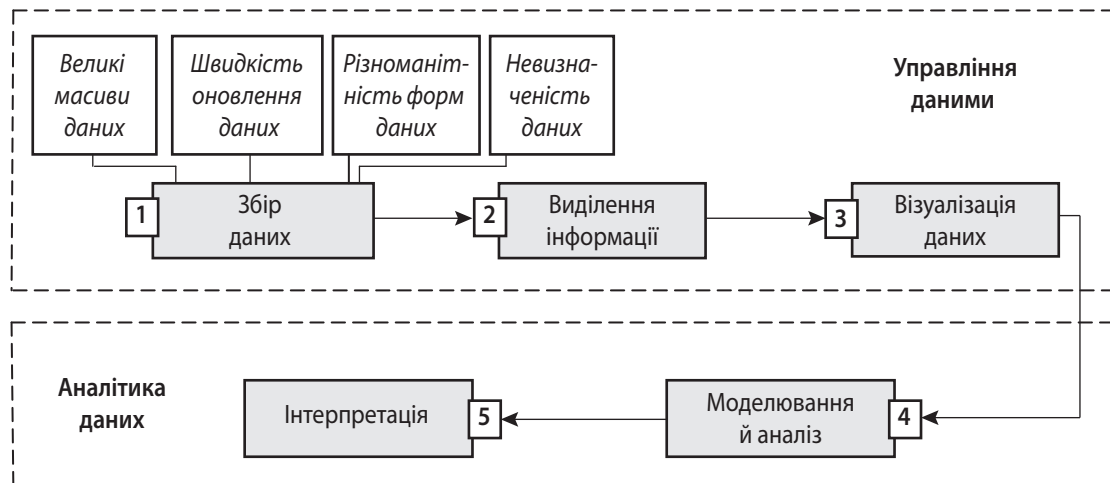 Великі
масиви
даних
Швидкість
оновлення
даних
Різноманіт-
ність форм
даних
Невизна-
ченість
даних
Управління
даними
1
Збір
даних
2
Виділення
інформації
3
Візуалізація
даних
Аналітика
даних
Інтерпретація
5
Моделювання
й аналіз
4